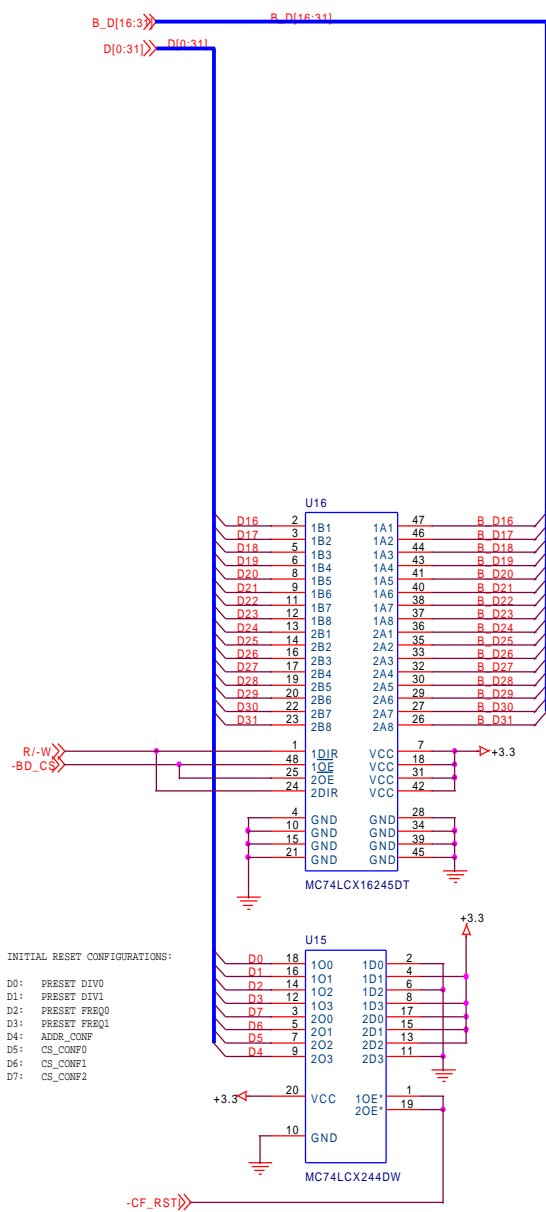 B_D[16:31] B_D[16:31]
D[0:31] D[0:31]
U16
D16 2 1B1 1A1 47 B_D16
D17 3 1B2 1A2 46 B_D17
D18 5 1B3 1A3 44 B_D18
D19 6 1B4 1A4 43 B_D19
D20 8 1B5 1A5 41 B_D20
D21 9 1B6 1A6 40 B_D21
D22 11 1B7 1A7 38 B_D22
D23 12 1B8 1A8 37 B_D23
D24 13 2B1 2A1 36 B_D24
D25 14 2B2 2A2 35 B_D25
D26 16 2B3 2A3 33 B_D26
D27 17 2B4 2A4 32 B_D27
D28 19 2B5 2A5 30 B_D28
D29 20 2B6 2A6 29 B_D29
D30 22 2B7 2A7 27 B_D30
D31 23 2B8 2A8 26 B_D31
R/-W 1 1DIR VCC 7 +3.3
-BD_CS 48 1OE VCC 18
25 2OE VCC 31
24 2DIR VCC 42
4 GND GND 28
10 GND GND 34
15 GND GND 39
21 GND GND 45
MC74LCX16245DT
+3.3
U15
D0 18 1O0 1D0 2
D1 16 1O1 1D1 4
D2 14 1O2 1D2 6
D3 12 1O3 1D3 8
D7 3 2O0 2D0 17
D6 5 2O1 2D1 15
D5 7 2O2 2D2 13
D4 9 2O3 2D3 11
+3.3 20 VCC 1OE* 1
2OE* 19
10 GND
MC74LCX244DW
-CF_RSTI
INITIAL RESET CONFIGURATIONS:
D0: PRESET DIV0
D1: PRESET DIV1
D2: PRESET FREQ0
D3: PRESET FREQ1
D4: ADDR_CONF
D5: CS_CONF0
D6: CS_CONF1
D7: CS_CONF2